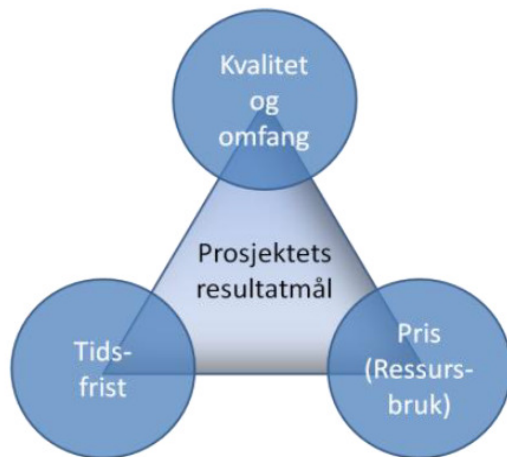 Kvalitet
og
omfang
Prosjektets
resultatmål
Tids-
frist
Pris
(Ressurs-
bruk)